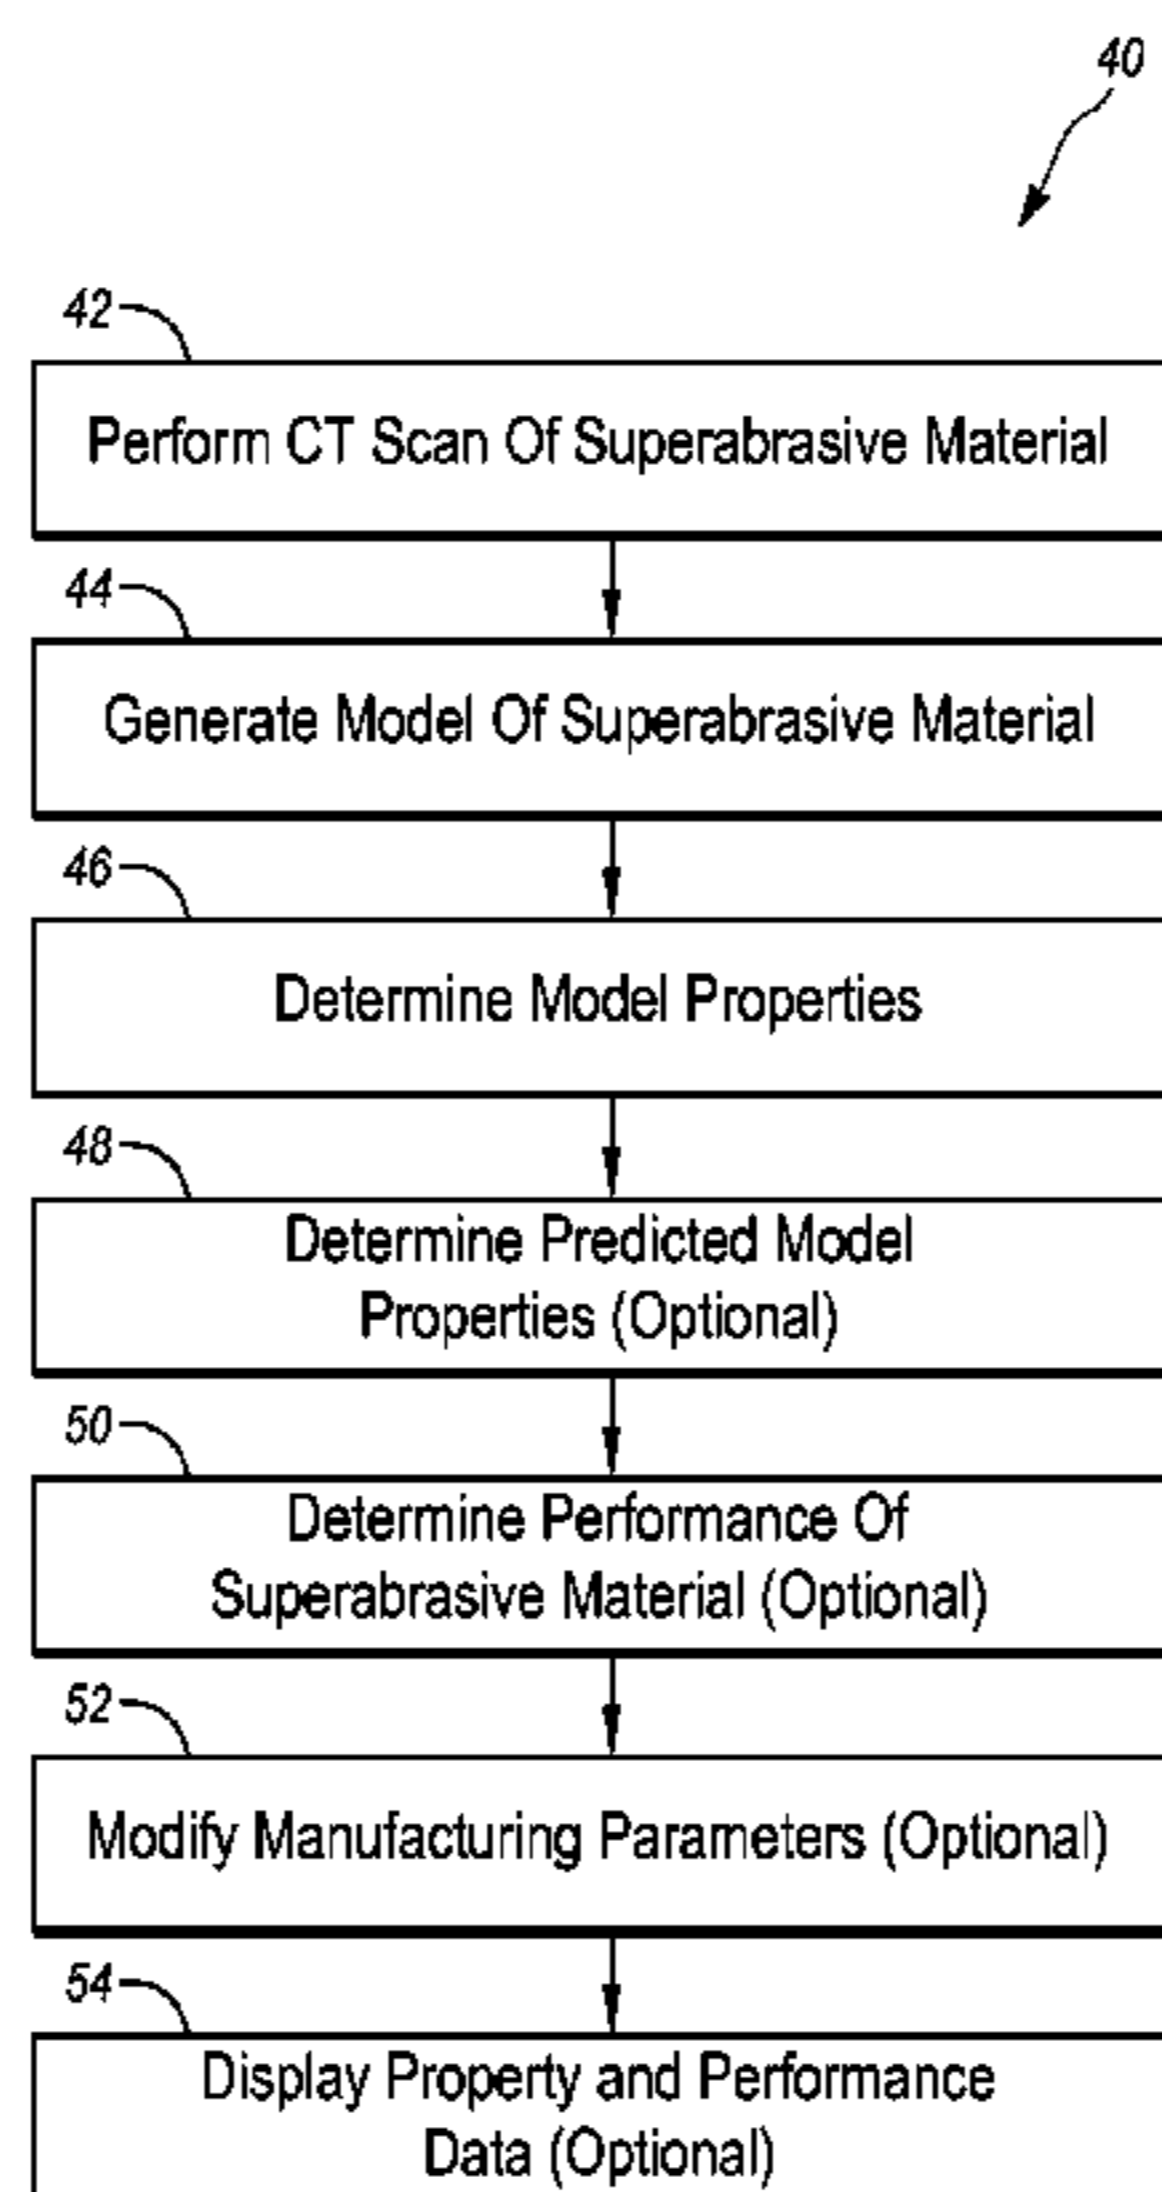 40
42
Perform CT Scan Of Superabrasive Material
44
Generate Model Of Superabrasive Material
46
Determine Model Properties
48
Determine Predicted Model
Properties (Optional)
50
Determine Performance Of
Superabrasive Material (Optional)
52
Modify Manufacturing Parameters (Optional)
54
Display Property and Performance
Data (Optional)